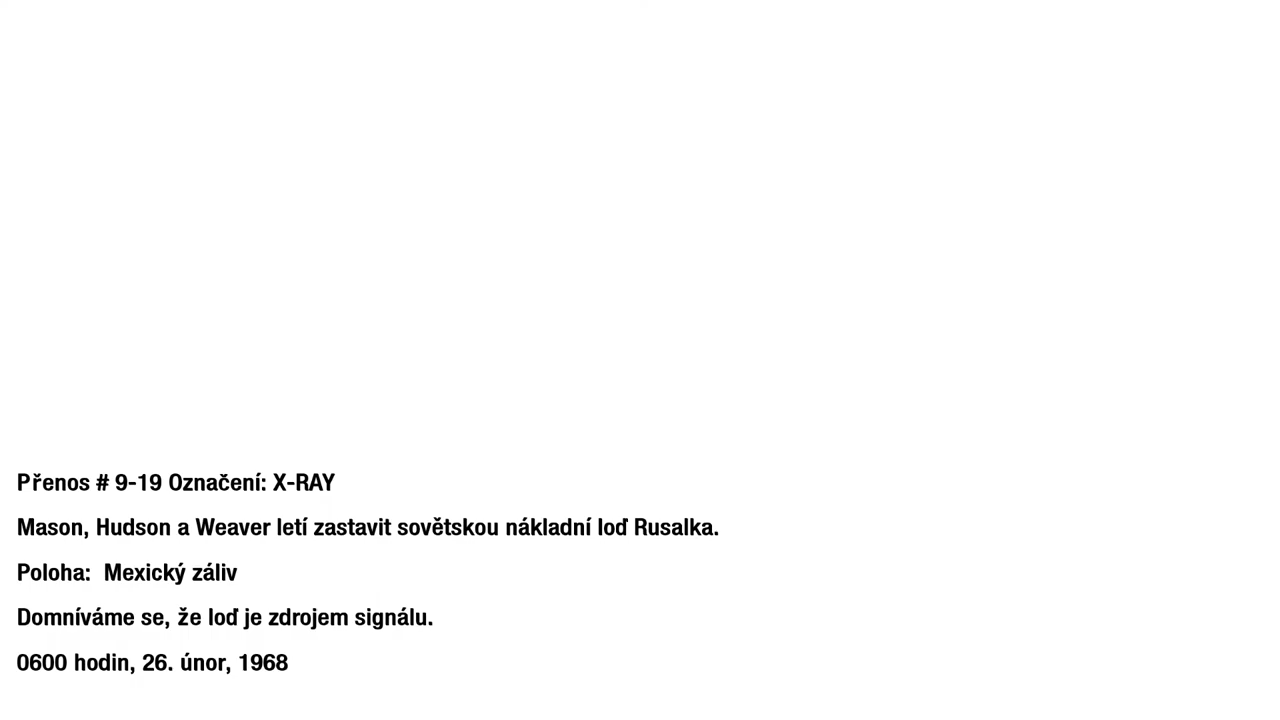 Přenos # 9-19 Označení: X-RAY
Mason, Hudson a Weaver letí zastavit sovětskou nákladní loď Rusalka.
Poloha:  Mexický záliv
Domníváme se, že loď je zdrojem signálu.
0600 hodin, 26. únor, 1968